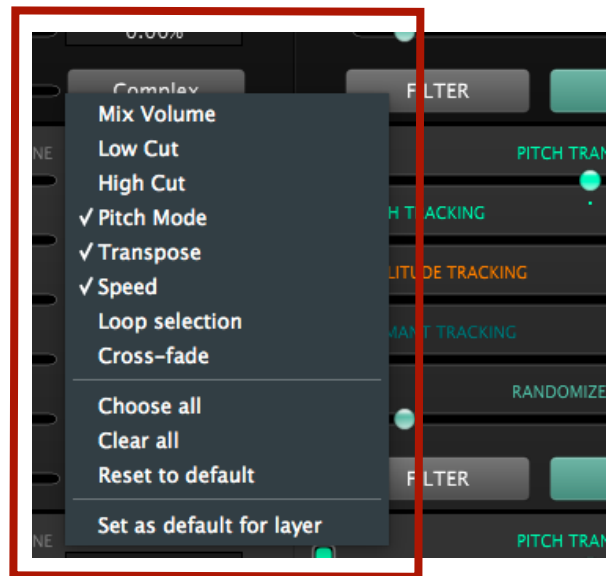 0.00%
Complex
FILTER
Mix Volume
Low Cut
High Cut
✓ Pitch Mode
✓ Transpose
✓ Speed
Loop selection
Cross-fade
Choose all
Clear all
Reset to default
Set as default for layer
NE
PITCH TRAN
H TRACKING
LITUDE TRACKING
MANT TRACKING
RANDOMIZE
FILTER
NE
PITCH TRAN